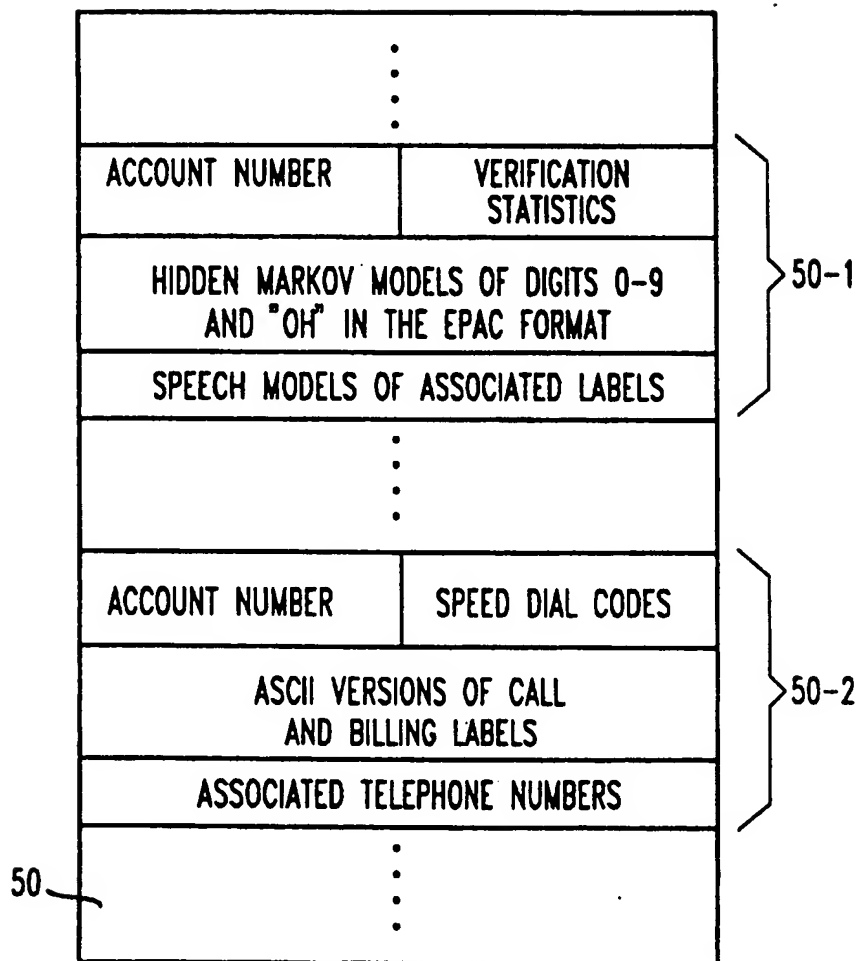 ACCOUNT NUMBER
VERIFICATION
STATISTICS
HIDDEN MARKOV MODELS OF DIGITS 0-9
AND "OH" IN THE EPAC FORMAT
SPEECH MODELS OF ASSOCIATED LABELS
50-1
ACCOUNT NUMBER
SPEED DIAL CODES
ASCII VERSIONS OF CALL
AND BILLING LABELS
ASSOCIATED TELEPHONE NUMBERS
50-2
50